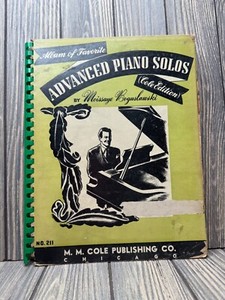 Album of Favorite
ADVANCED PIANO SOLOS
(Cole Edition)
BY Moissaye Boguslawski
NO. 211
M. M. COLE PUBLISHING CO.
CHICAGO